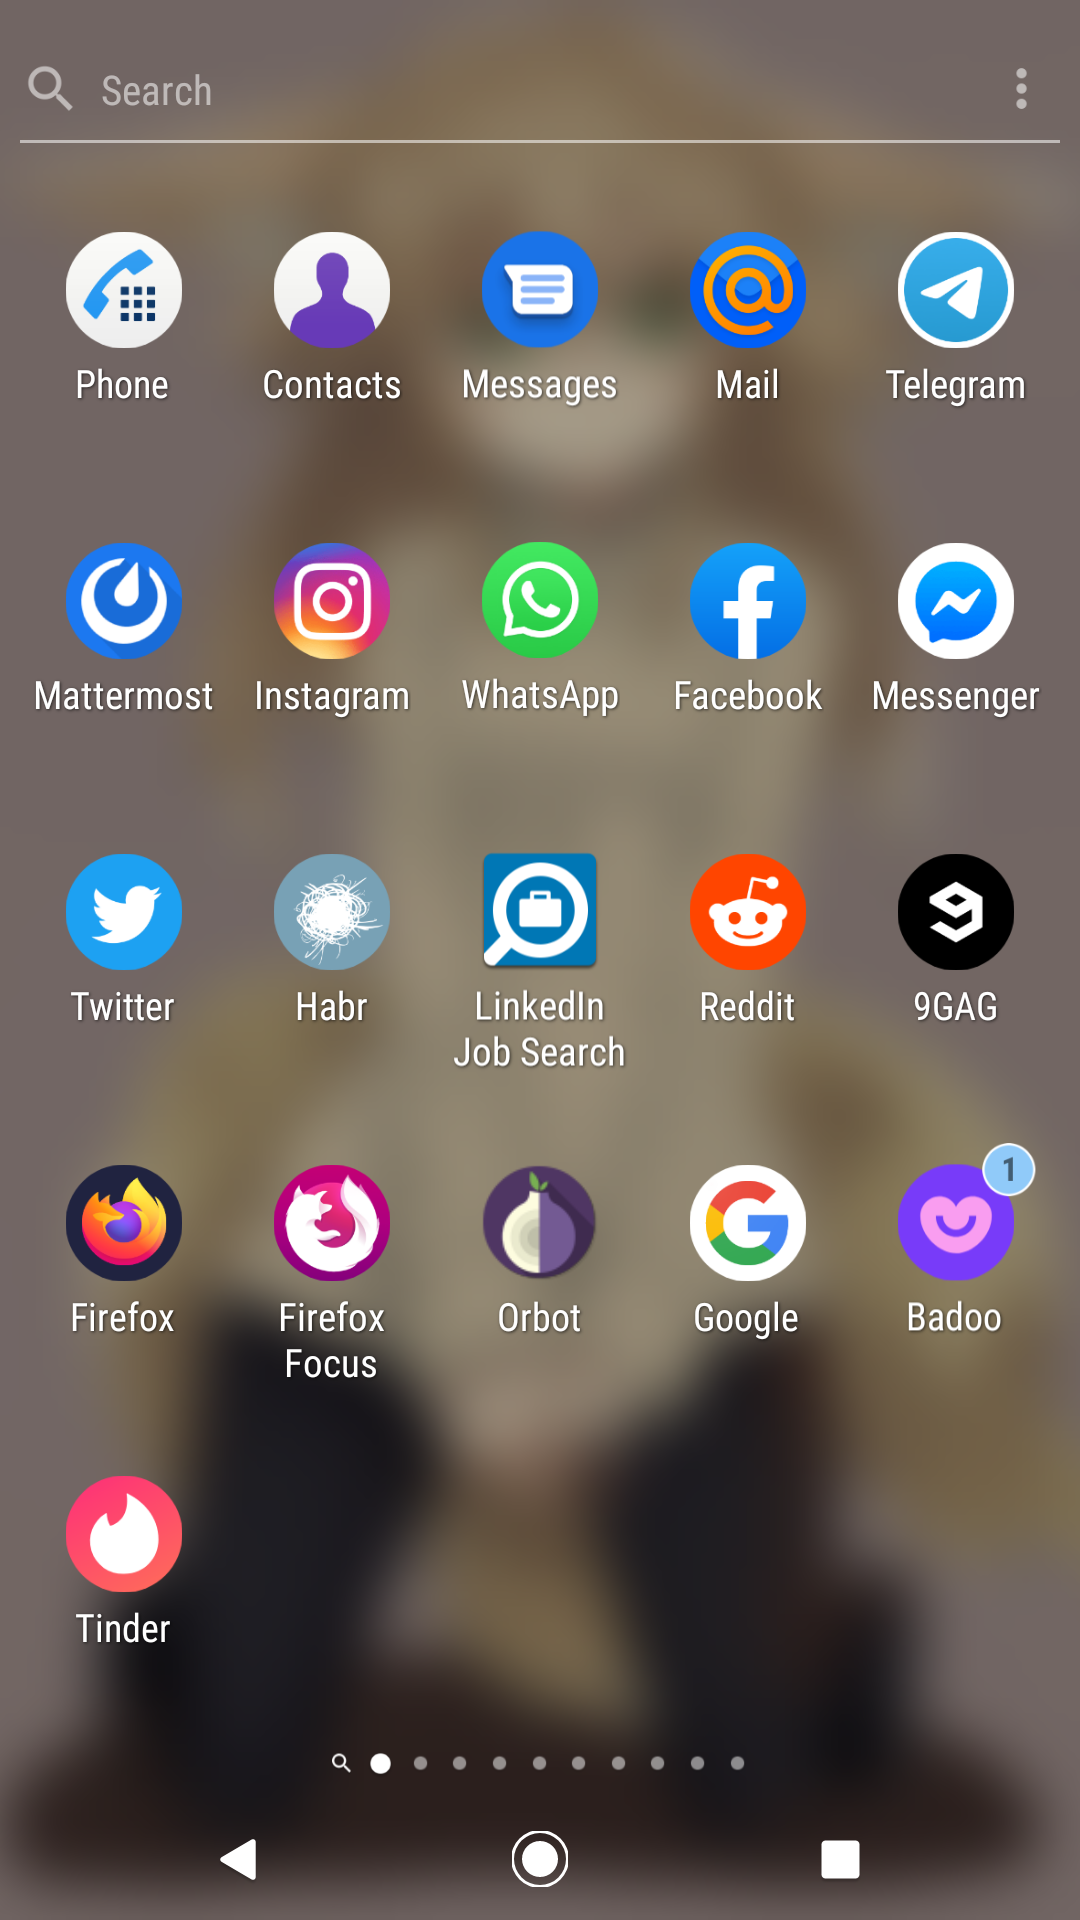 Search
Phone
Contacts
Messages
Mail
Telegram
Mattermost
Instagram
WhatsApp
Facebook
Messenger
Twitter
Habr
LinkedIn
Job Search
Reddit
9GAG
Firefox
Firefox
Focus
Orbot
Google
1
Badoo
Tinder